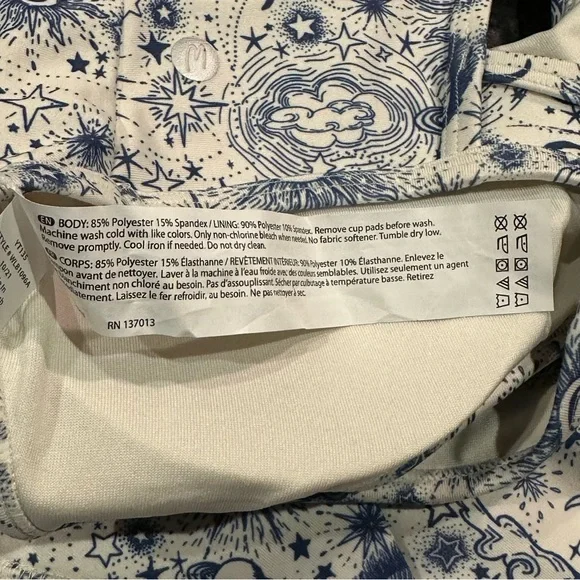 M
EN BODY: 85% Polyester 15% Spandex / LINING: 90% Polyester 10% Spandex. Remove cup pads before wash.
Machine wash cold with like colors. Only non-chlorine bleach when needed. No fabric softener. Tumble dry low.
Remove promptly. Cool iron if needed. Do not dry clean.
CORPS: 85% Polyester 15% Élasthanne / REVÊTEMENT INTÉRIEUR: 90% Polyester 10% Élasthanne. Enlevez le
avant de nettoyer. Laver à la machine à l'eau froide avec des couleurs semblables. Utilisez seulement un agent
non chloré au besoin. Pas d'assouplissant. Sécher par culbutage à température basse. Retirer
Laissez le fer refroidir, au besoin. Ne pas nettoyer à sec.
RN 137013